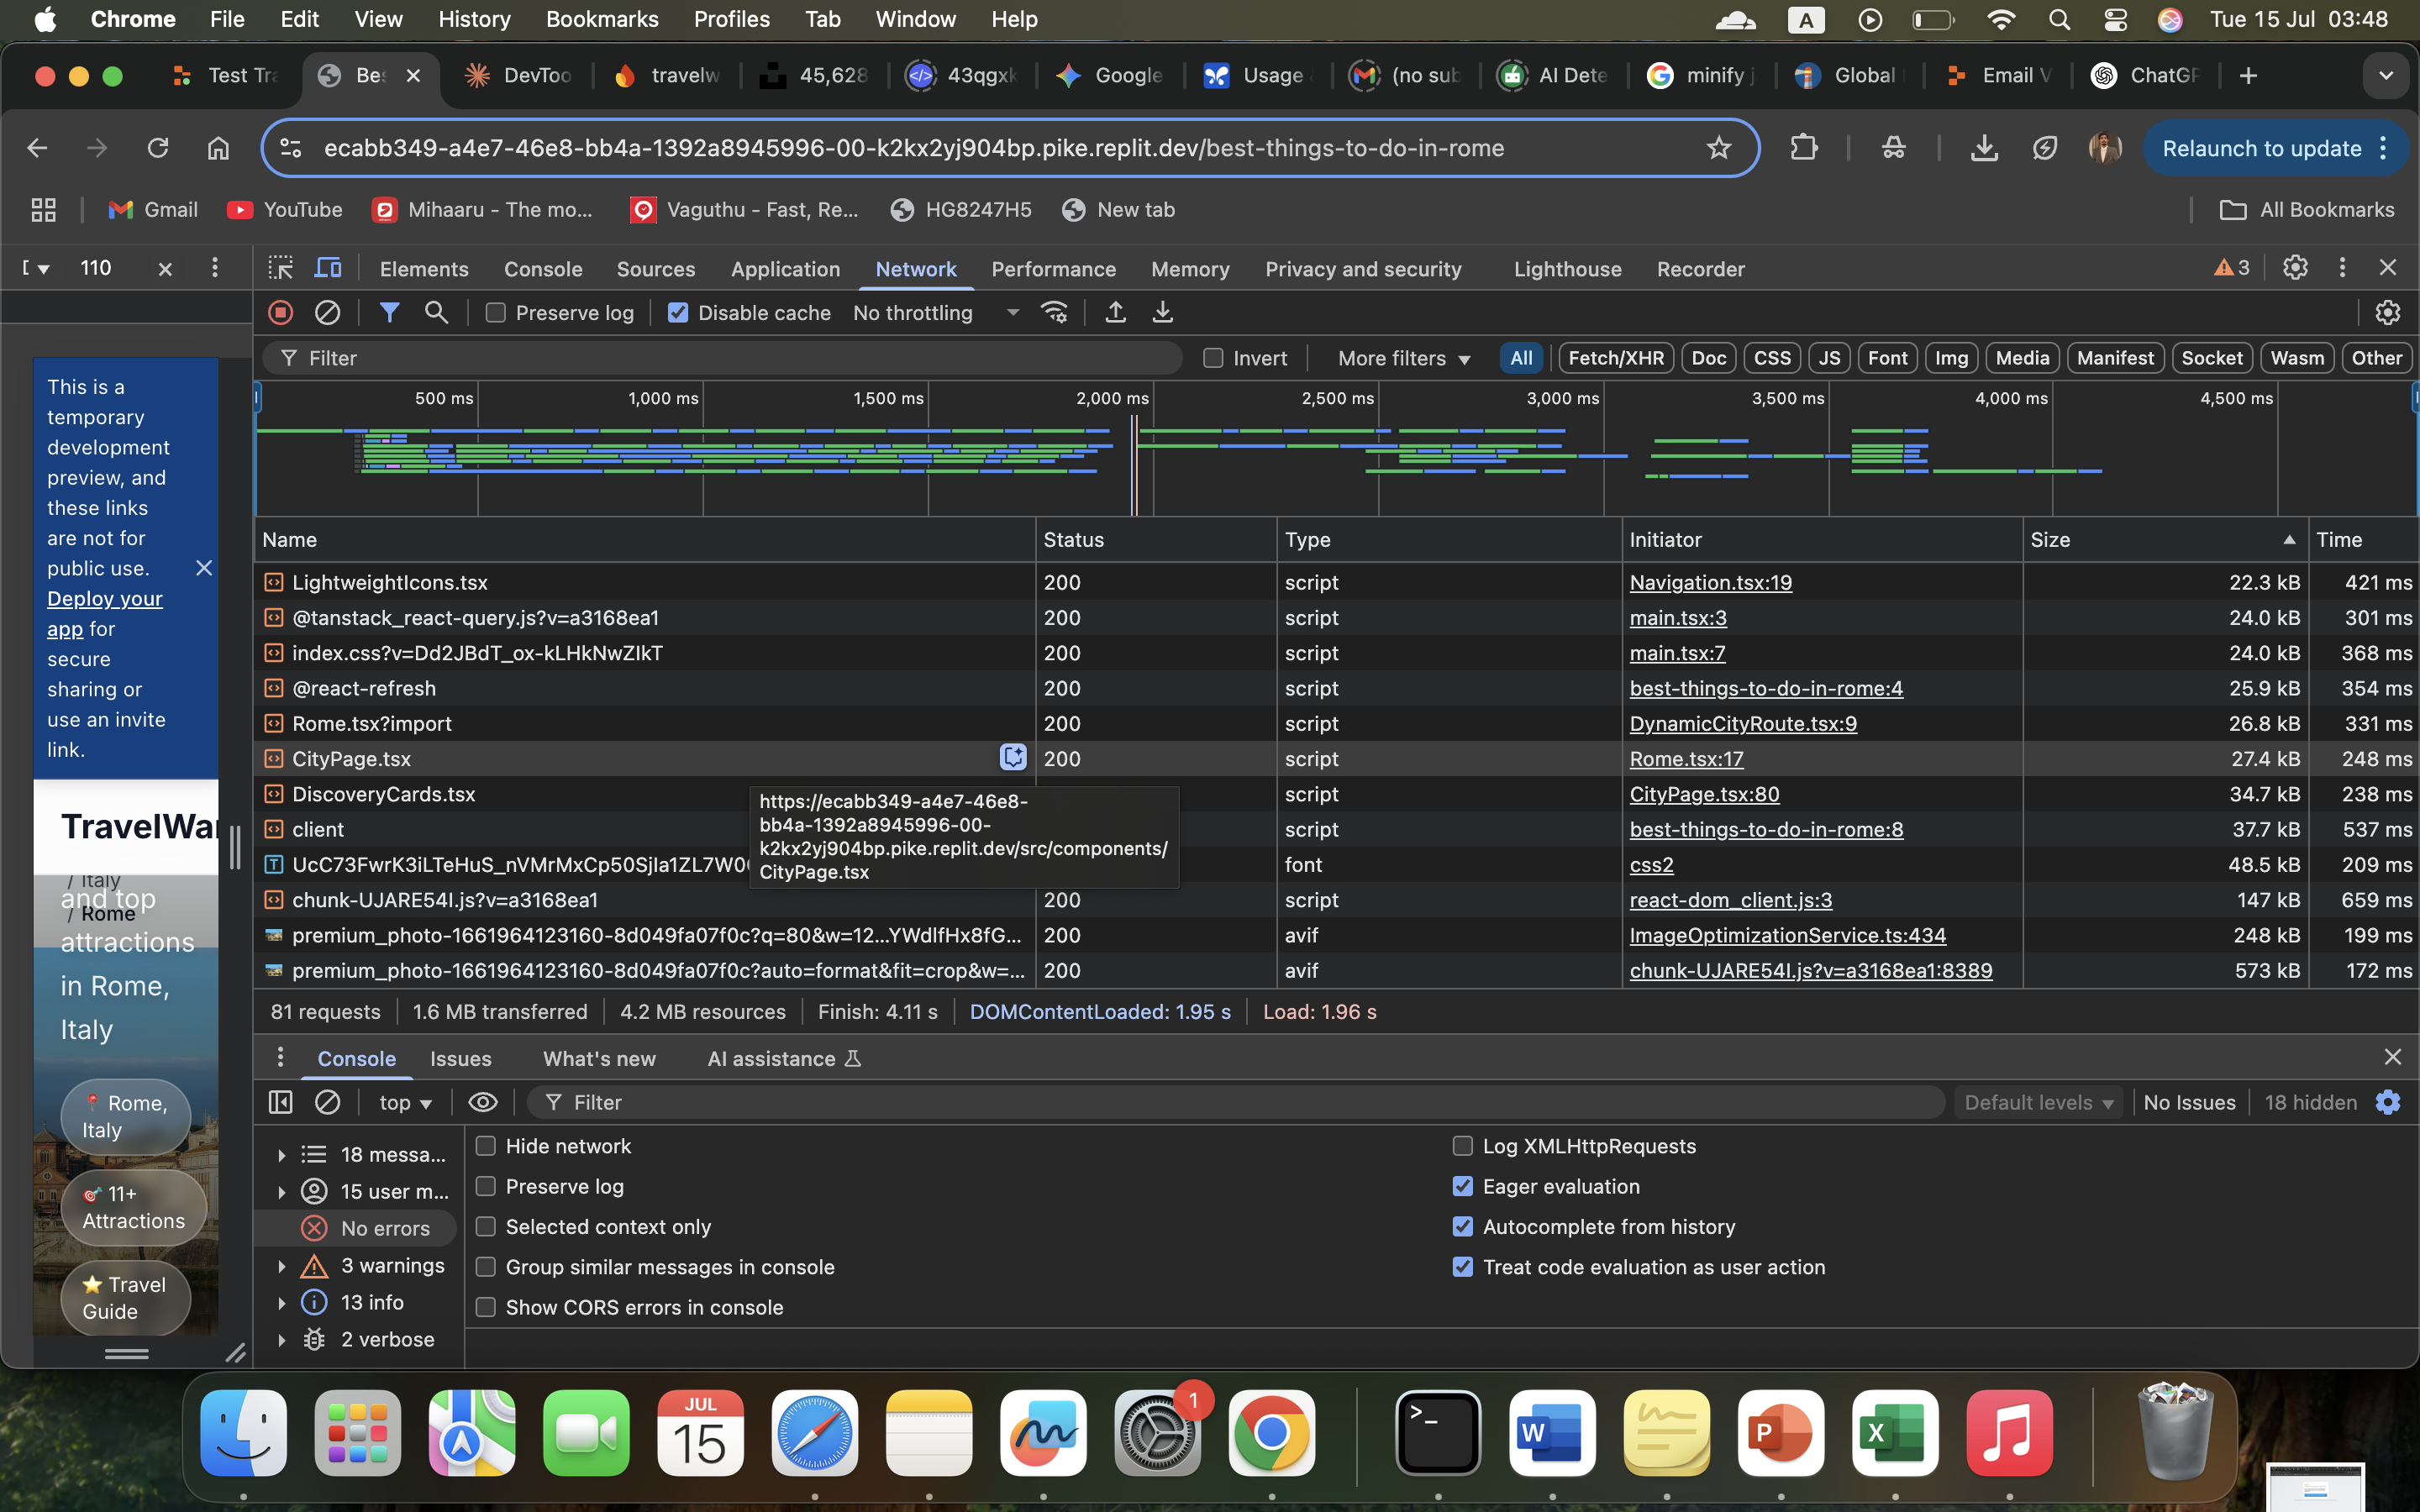 Chrome File Edit View History Bookmarks Profiles Tab Window Help A Tue 15 Jul 03:48
Test Tra Bes DevToo travelw 45,628 43qgxk Google Usage (no sub AI Dete minify j Global Email V ChatGP
ecabb349-a4e7-46e8-bb4a-1392a8945996-00-k2kx2yj904bp.pike.replit.dev/best-things-to-do-in-rome Relaunch to update
Gmail YouTube Mihaaru - The mo... Vaguthu - Fast, Re... HG8247H5 New tab All Bookmarks
110 Elements Console Sources Application Network Performance Memory Privacy and security Lighthouse Recorder 3
Preserve log Disable cache No throttling
Filter Invert More filters All Fetch/XHR Doc CSS JS Font Img Media Manifest Socket Wasm Other
500 ms 1,000 ms 1,500 ms 2,000 ms 2,500 ms 3,000 ms 3,500 ms 4,000 ms 4,500 ms
This is a
temporary
development
preview, and
these links
are not for
public use.
Deploy your
app for
secure
sharing or
use an invite
link.
TravelWa
/ Italy
and top
/ Rome
attractions
in Rome,
Italy
📍 Rome,
Italy
🎯 11+
Attractions
⭐ Travel
Guide
Name Status Type Initiator Size Time
LightweightIcons.tsx 200 script Navigation.tsx:19 22.3 kB 421 ms
@tanstack_react-query.js?v=a3168ea1 200 script main.tsx:3 24.0 kB 301 ms
index.css?v=Dd2JBdT_ox-kLHkNwZIkT 200 script main.tsx:7 24.0 kB 368 ms
@react-refresh 200 script best-things-to-do-in-rome:4 25.9 kB 354 ms
Rome.tsx?import 200 script DynamicCityRoute.tsx:9 26.8 kB 331 ms
CityPage.tsx 200 script Rome.tsx:17 27.4 kB 248 ms
DiscoveryCards.tsx script CityPage.tsx:80 34.7 kB 238 ms
client script best-things-to-do-in-rome:8 37.7 kB 537 ms
UcC73FwrK3iLTeHuS_nVMrMxCp50SjIa1ZL7W0 font css2 48.5 kB 209 ms
chunk-UJARE54I.js?v=a3168ea1 200 script react-dom_client.js:3 147 kB 659 ms
premium_photo-1661964123160-8d049fa07f0c?q=80&w=12...YWdlfHx8fG... 200 avif ImageOptimizationService.ts:434 248 kB 199 ms
premium_photo-1661964123160-8d049fa07f0c?auto=format&fit=crop&w=... 200 avif chunk-UJARE54I.js?v=a3168ea1:8389 573 kB 172 ms
https://ecabb349-a4e7-46e8-
bb4a-1392a8945996-00-
k2kx2yj904bp.pike.replit.dev/src/components/
CityPage.tsx
81 requests 1.6 MB transferred 4.2 MB resources Finish: 4.11 s DOMContentLoaded: 1.95 s Load: 1.96 s
Console Issues What's new AI assistance
top Filter Default levels No Issues 18 hidden
18 messa...
15 user m...
No errors
3 warnings
13 info
2 verbose
Hide network
Preserve log
Selected context only
Group similar messages in console
Show CORS errors in console
Log XMLHttpRequests
Eager evaluation
Autocomplete from history
Treat code evaluation as user action
JUL
15
1
>_
W
P
X